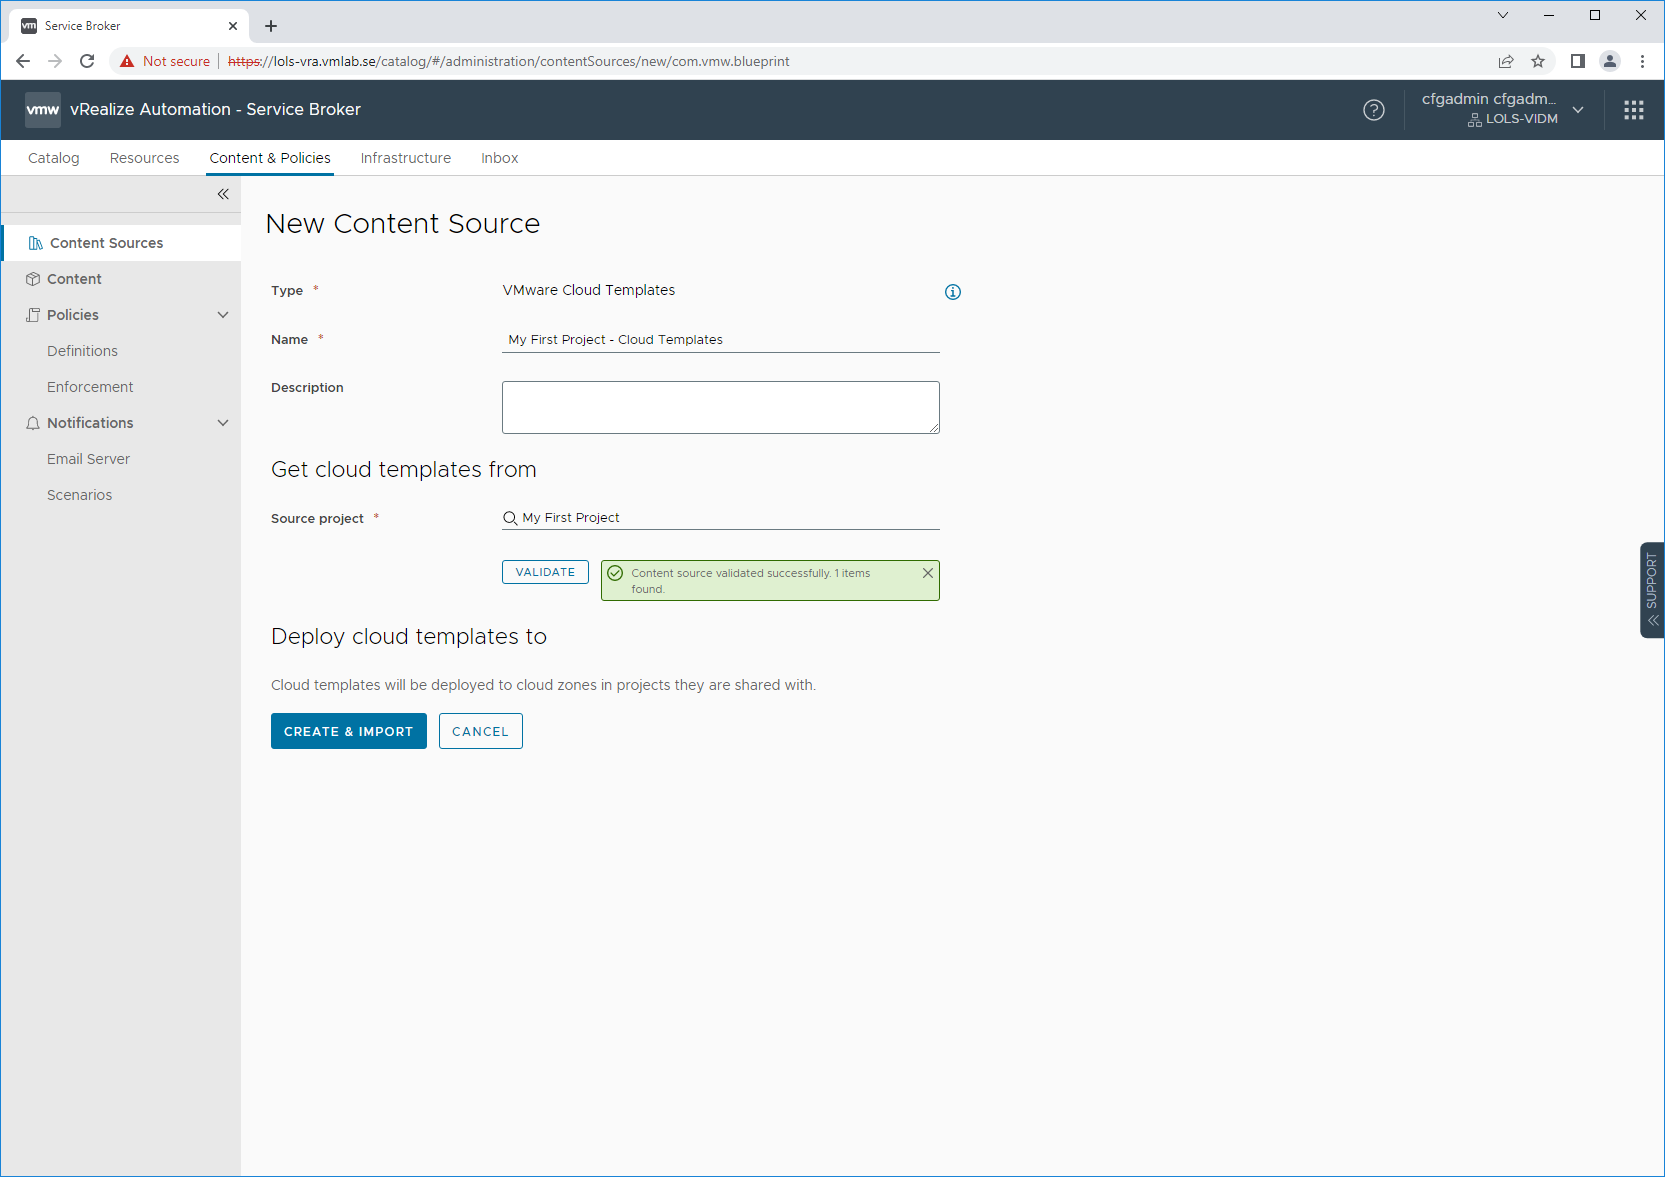 vm Service Broker
Not secure https://lols-vra.vmlab.se/catalog/#/administration/contentSources/new/com.vmw.blueprint
vmw vRealize Automation - Service Broker
cfgadmin cfgadm...
LOLS-VIDM
Catalog Resources Content & Policies Infrastructure Inbox
Content Sources
Content
Policies
Definitions
Enforcement
Notifications
Email Server
Scenarios
New Content Source
Type * VMware Cloud Templates
Name * My First Project - Cloud Templates
Description
Get cloud templates from
Source project * My First Project
VALIDATE
Content source validated successfully. 1 items
found.
Deploy cloud templates to
Cloud templates will be deployed to cloud zones in projects they are shared with.
CREATE & IMPORT CANCEL
SUPPORT